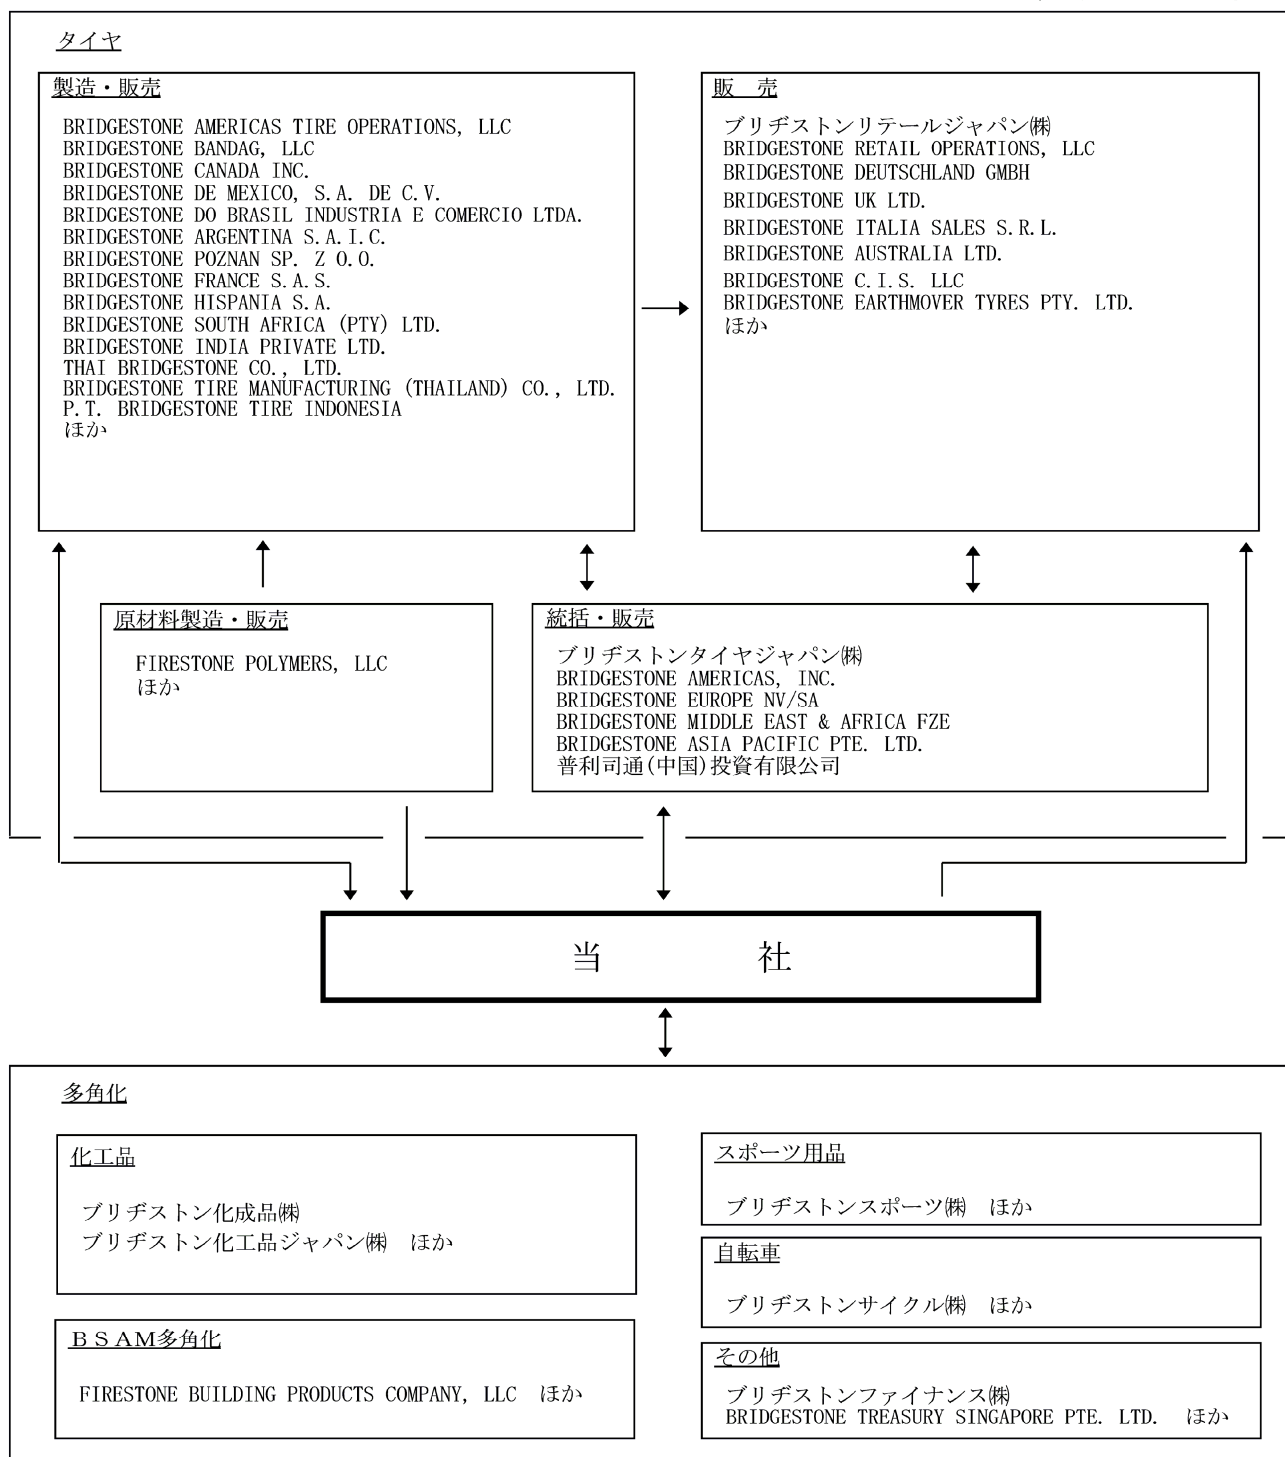 タイヤ
製造・販売
BRIDGESTONE AMERICAS TIRE OPERATIONS, LLC
BRIDGESTONE BANDAG, LLC
BRIDGESTONE CANADA INC.
BRIDGESTONE DE MEXICO, S.A. DE C.V.
BRIDGESTONE DO BRASIL INDUSTRIA E COMERCIO LTDA.
BRIDGESTONE ARGENTINA S.A.I.C.
BRIDGESTONE POZNAN SP. Z O.O.
BRIDGESTONE FRANCE S.A.S.
BRIDGESTONE HISPANIA S.A.
BRIDGESTONE SOUTH AFRICA (PTY) LTD.
BRIDGESTONE INDIA PRIVATE LTD.
THAI BRIDGESTONE CO., LTD.
BRIDGESTONE TIRE MANUFACTURING (THAILAND) CO., LTD.
P.T. BRIDGESTONE TIRE INDONESIA
ほか
販　売
ブリヂストンリテールジャパン㈱
BRIDGESTONE RETAIL OPERATIONS, LLC
BRIDGESTONE DEUTSCHLAND GMBH
BRIDGESTONE UK LTD.
BRIDGESTONE ITALIA SALES S.R.L.
BRIDGESTONE AUSTRALIA LTD.
BRIDGESTONE C.I.S. LLC
BRIDGESTONE EARTHMOVER TYRES PTY. LTD.
ほか
原材料製造・販売
FIRESTONE POLYMERS, LLC
ほか
統括・販売
ブリヂストンタイヤジャパン㈱
BRIDGESTONE AMERICAS, INC.
BRIDGESTONE EUROPE NV/SA
BRIDGESTONE MIDDLE EAST & AFRICA FZE
BRIDGESTONE ASIA PACIFIC PTE. LTD.
普利司通(中国)投資有限公司
当　　社
多角化
化工品
ブリヂストン化成品㈱
ブリヂストン化工品ジャパン㈱　ほか
ＢＳＡＭ多角化
FIRESTONE BUILDING PRODUCTS COMPANY, LLC　ほか
スポーツ用品
ブリヂストンスポーツ㈱　ほか
自転車
ブリヂストンサイクル㈱　ほか
その他
ブリヂストンファイナンス㈱
BRIDGESTONE TREASURY SINGAPORE PTE. LTD.　ほか